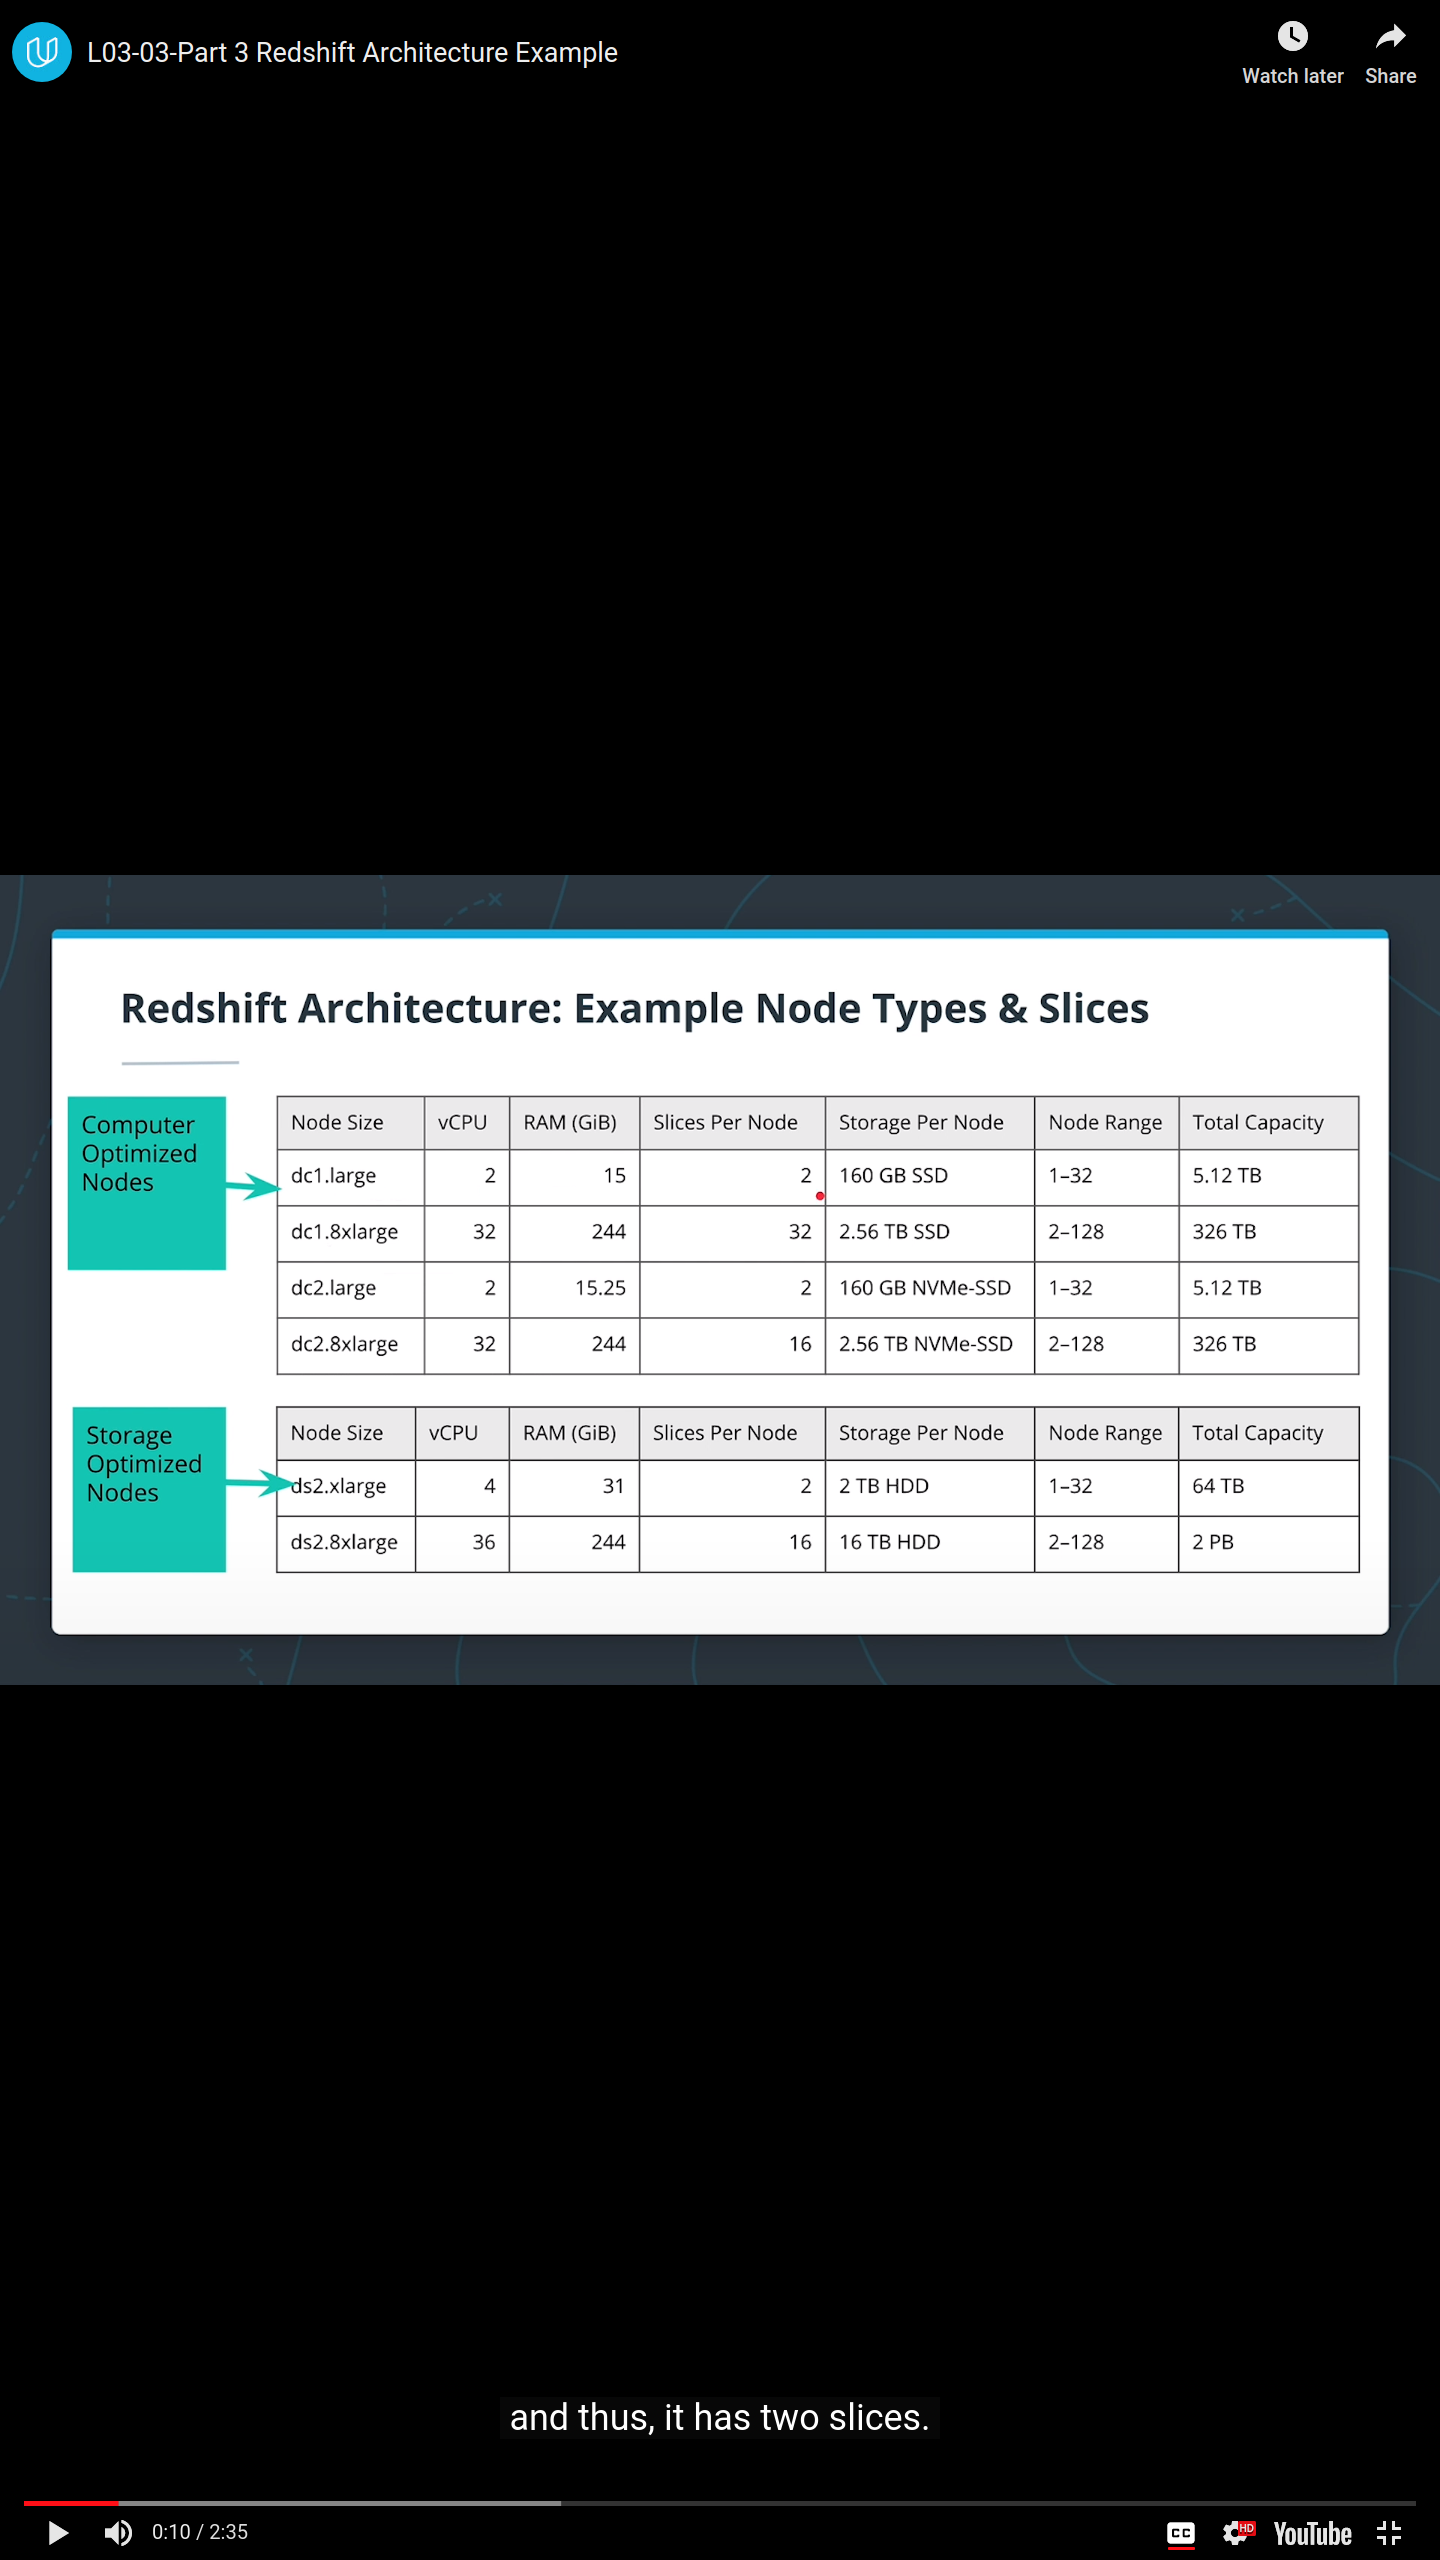 L03-03-Part 3 Redshift Architecture Example
Watch later
Share
Redshift Architecture: Example Node Types & Slices
Computer
Optimized
Nodes
Node Size vCPU RAM (GiB) Slices Per Node Storage Per Node Node Range Total Capacity
dc1.large 2 15 2 160 GB SSD 1–32 5.12 TB
dc1.8xlarge 32 244 32 2.56 TB SSD 2–128 326 TB
dc2.large 2 15.25 2 160 GB NVMe-SSD 1–32 5.12 TB
dc2.8xlarge 32 244 16 2.56 TB NVMe-SSD 2–128 326 TB
Storage
Optimized
Nodes
Node Size vCPU RAM (GiB) Slices Per Node Storage Per Node Node Range Total Capacity
ds2.xlarge 4 31 2 2 TB HDD 1–32 64 TB
ds2.8xlarge 36 244 16 16 TB HDD 2–128 2 PB
and thus, it has two slices.
0:10 / 2:35
CC
HD
YouTube